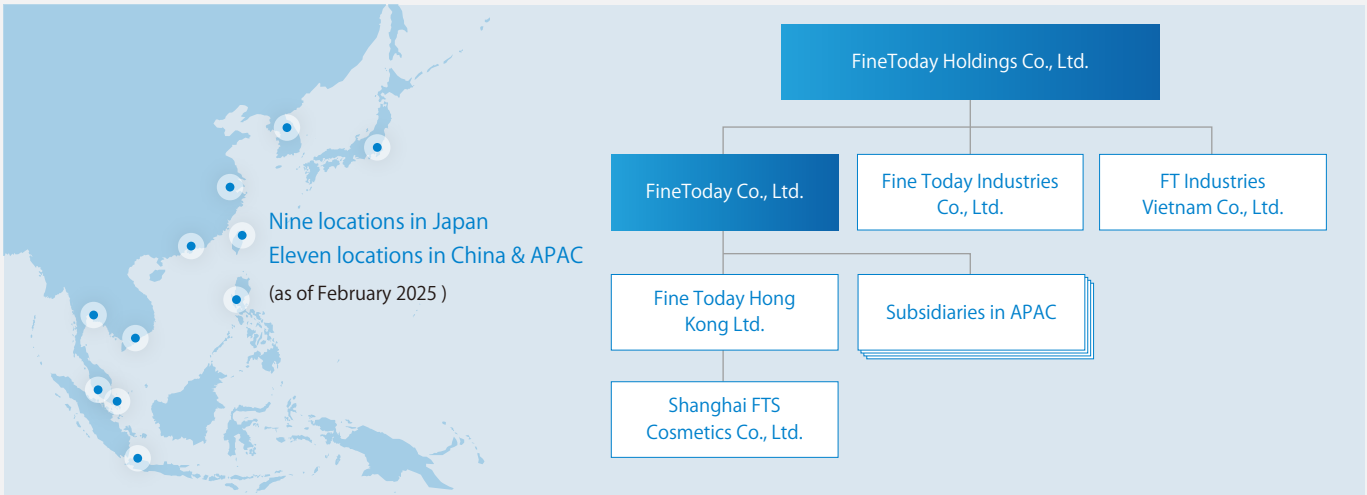 Nine locations in Japan
Eleven locations in China & APAC
(as of February 2025 )
FineToday Holdings Co., Ltd.
FineToday Co., Ltd.
Fine Today Industries
Co., Ltd.
FT Industries
Vietnam Co., Ltd.
Fine Today Hong
Kong Ltd.
Subsidiaries in APAC
Shanghai FTS
Cosmetics Co., Ltd.